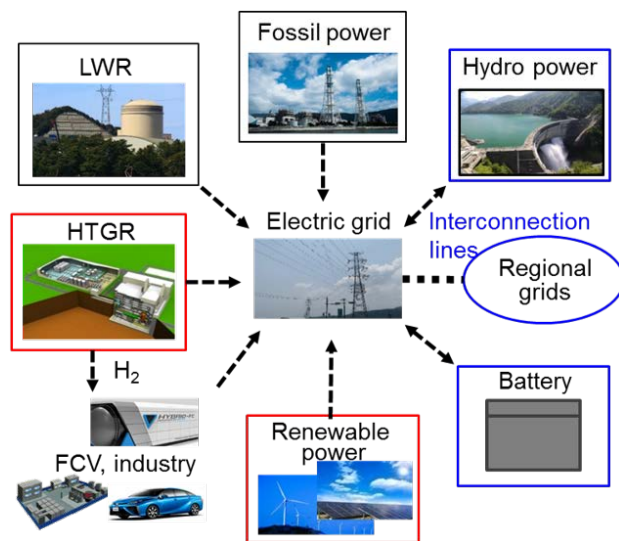 Fossil power
LWR
Hydro power
HTGR
Electric grid
Interconnection
lines
Regional
grids
H2
Battery
Renewable
power
FCV, industry